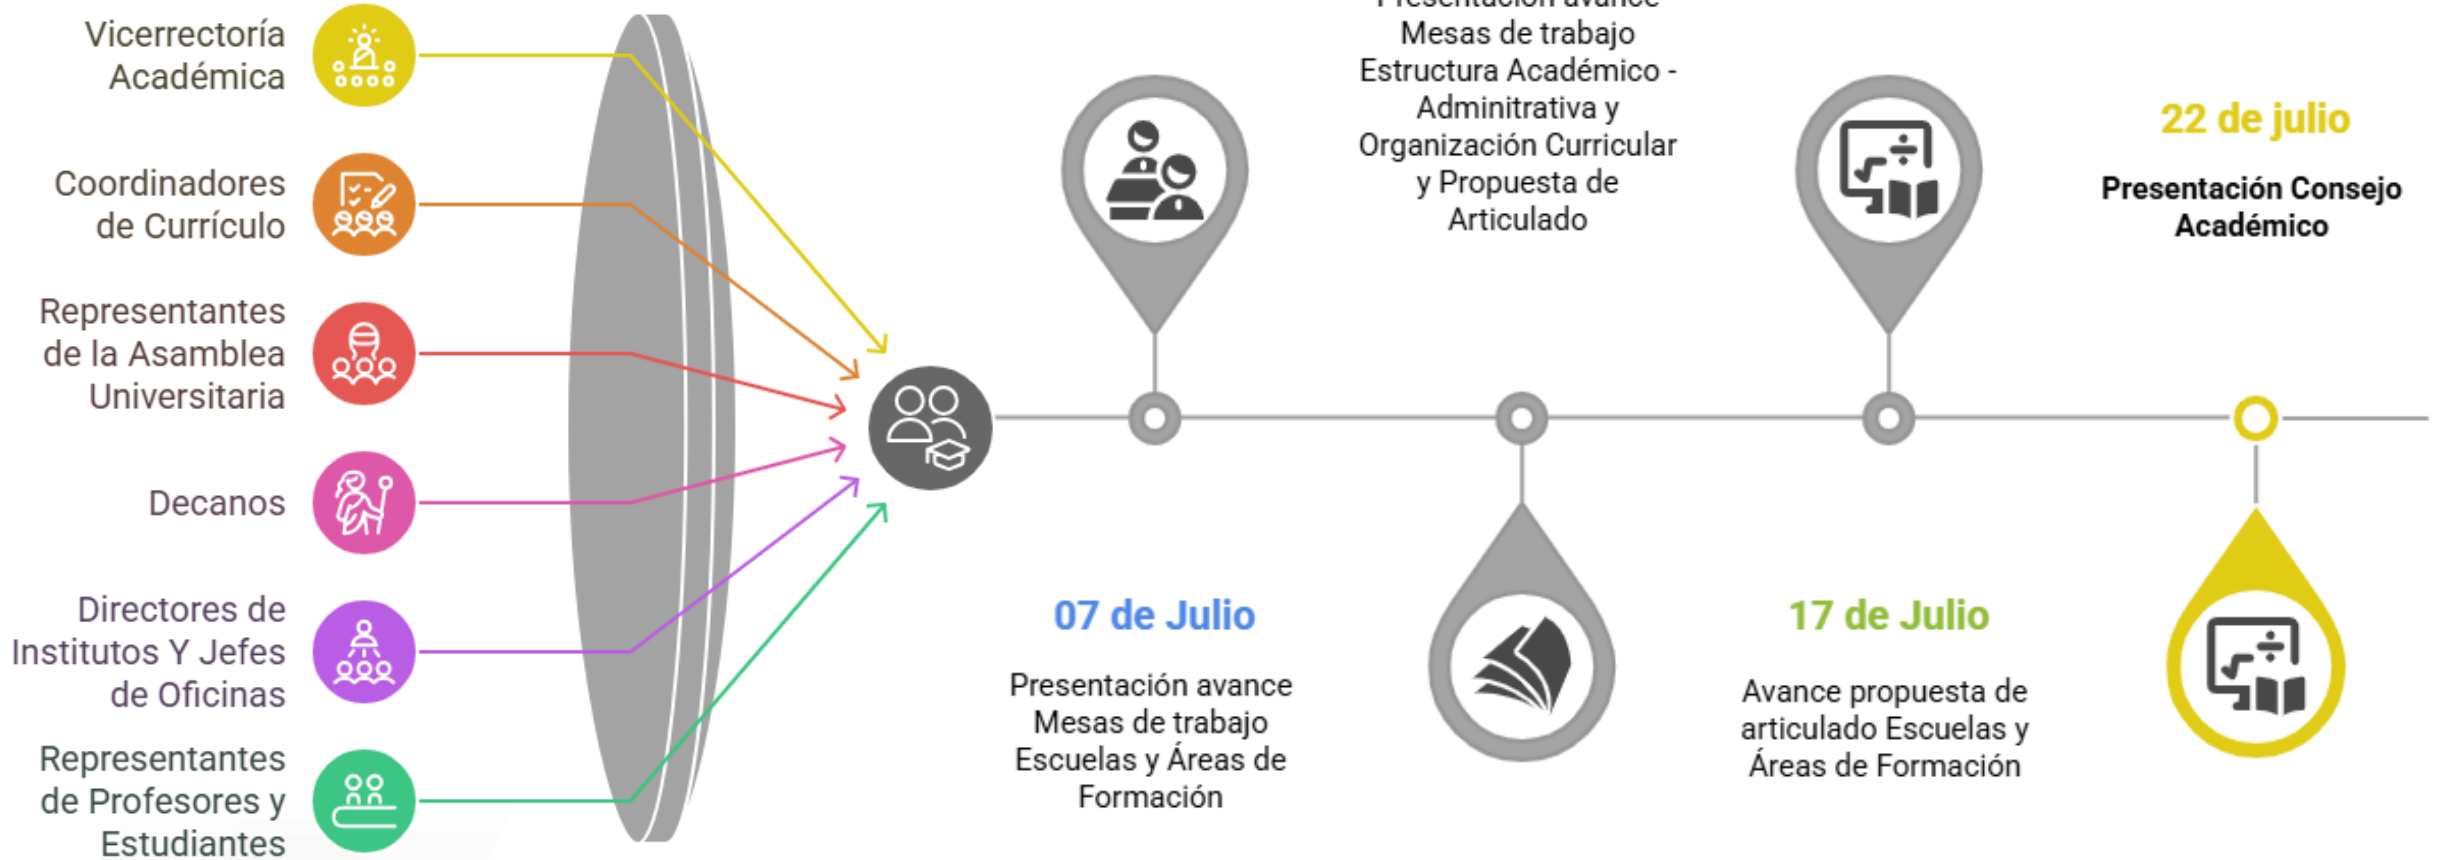 Vicerrectoría
Académica
Coordinadores
de Currículo
Representantes
de la Asamblea
Universitaria
Decanos
Directores de
Institutos Y Jefes
de Oficinas
Representantes
de Profesores y
Estudiantes
07 de Julio
Presentación avance
Mesas de trabajo
Escuelas y Áreas de
Formación
Presentación avance
Mesas de trabajo
Estructura Académico -
Adminitrativa y
Organización Curricular
y Propuesta de
Articulado
17 de Julio
Avance propuesta de
articulado Escuelas y
Áreas de Formación
22 de julio
Presentación Consejo
Académico